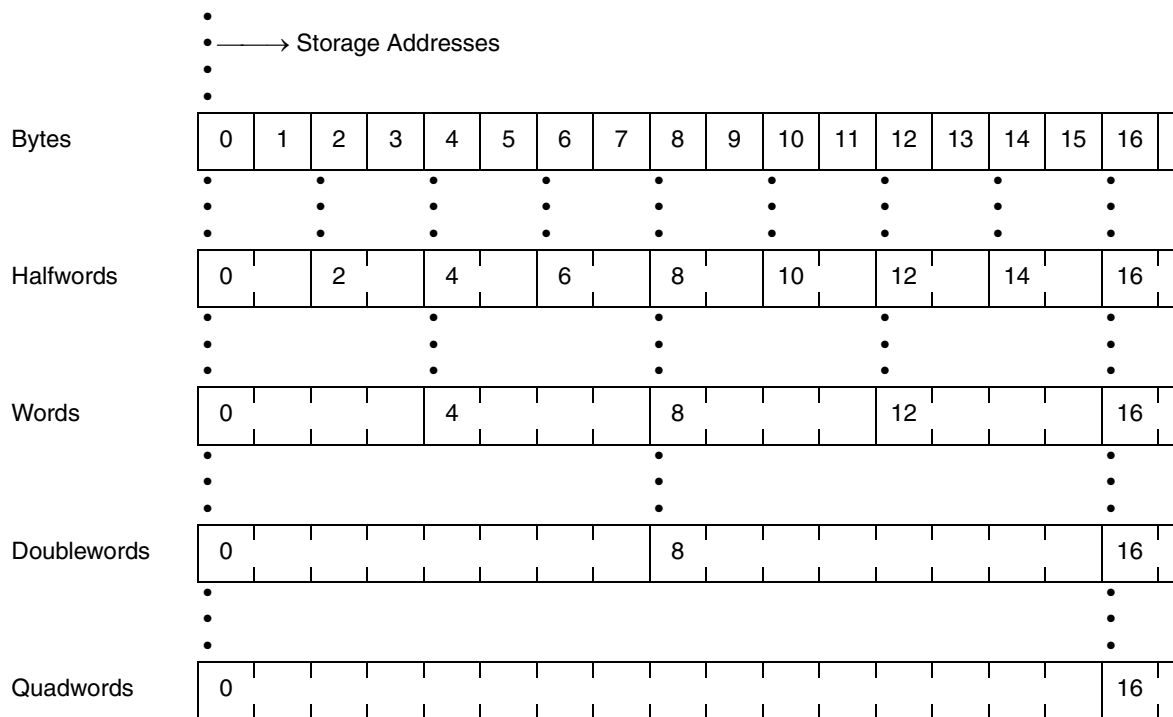 Storage Addresses
Bytes 0 1 2 3 4 5 6 7 8 9 10 11 12 13 14 15 16
Halfwords 0 2 4 6 8 10 12 14 16
Words 0 4 8 12 16
Doublewords 0 8 16
Quadwords 0 16